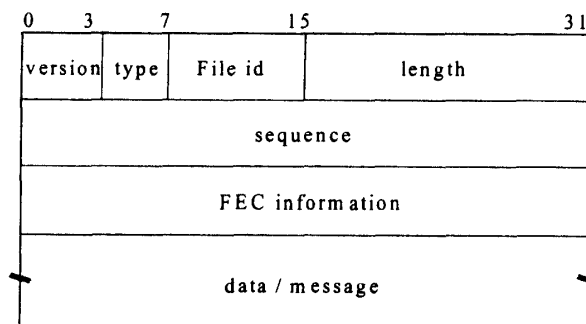 0 3 7 15 31
version type File id length
sequence
FEC information
data / message